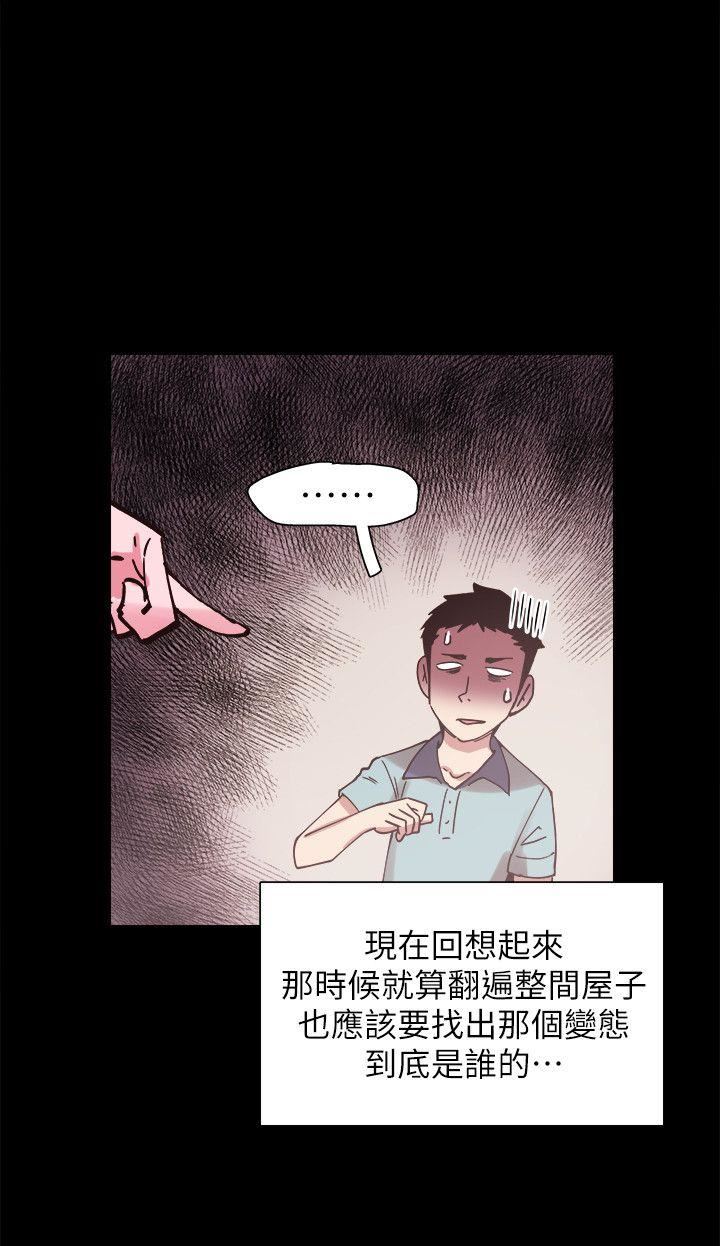 ……
現在回想起來
那時候就算翻遍整間屋子
也應該要找出那個變態
到底是誰的…